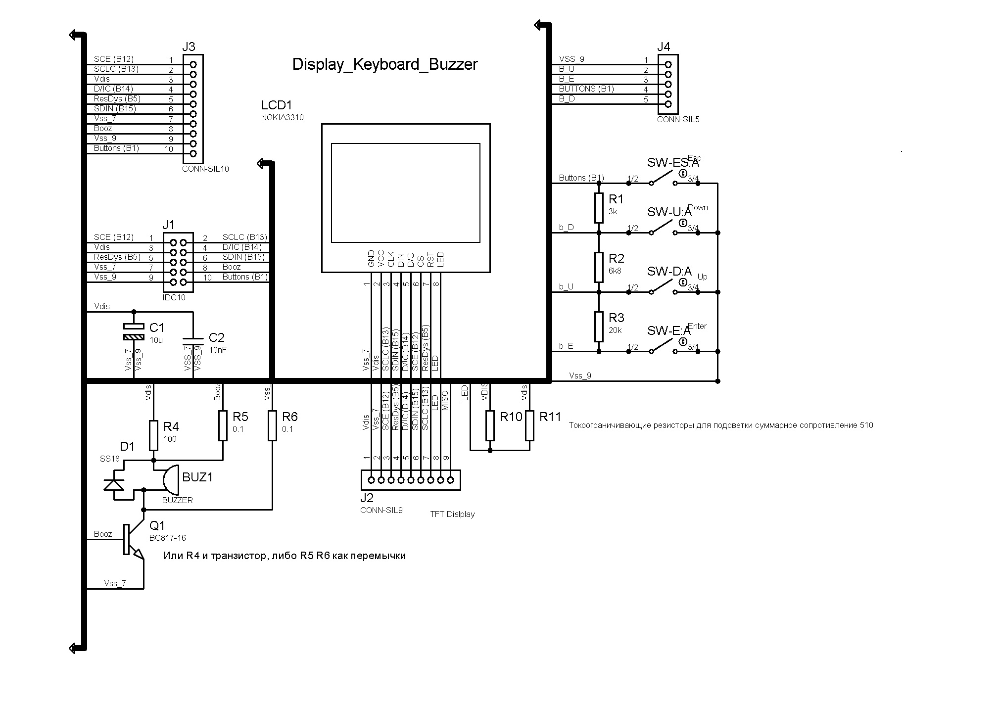 Display_Keyboard_Buzzer
J3
SCE (B12) 1
SCLC (B13) 2
Vdis 3
D/IC (B14) 4
ResDys (B5) 5
SDIN (B15) 6
Vss_7 7
Booz 8
Vss_9 9
Buttons (B1) 10
CONN-SIL10
J4
VSS_9 1
B_U 2
B_E 3
BUTTONS (B1) 4
B_D 5
CONN-SIL5
LCD1
NOKIA3310
GND
VCC
CLK
DIN
D/C
CS
RST
LED
1
2
3
4
5
6
7
8
Vss_7
Vdis
SCLC (B13)
SDIN (B15)
D/IC (B14)
SCE (B12)
ResDys (B5)
LED
J1
SCE (B12) 1 2 SCLC (B13)
Vdis 3 4 D/IC (B14)
ResDys (B5) 5 6 SDIN (B15)
Vss_7 7 8 Booz
Vss_9 9 10 Buttons (B1)
IDC10
Vdis
C1
10u
Vss_7
Vss_9
C2
10nF
VSS_7
VSS_9
Esc
SW-ES:A
Buttons (B1) 1/2 3/4
R1
3k
Down
SW-U:A
b_D 1/2 3/4
R2
6k8
Up
SW-D:A
b_U 1/2 3/4
R3
20k
Enter
SW-E:A
b_E 1/2 3/4
Vss_9
Vdis
R4
100
Booz
R5
0.1
Vss_
R6
0.1
D1
SS18
BUZ1
BUZZER
Q1
BC817-16
Booz
Vss_7
Или R4 и транзистор, либо R5 R6 как перемычки
Vdis
Vss_7
SCE (B12)
ResDys (B5)
D/IC (B14)
SDIN (B15)
SCLC (B13)
LED
MISO
1
2
3
4
5
6
7
8
9
J2
CONN-SIL9
TFT Dislplay
LED
VDIS
Vdis
R10
R11
Токоограничивающие резисторы для подсветки суммарное сопротивление 510